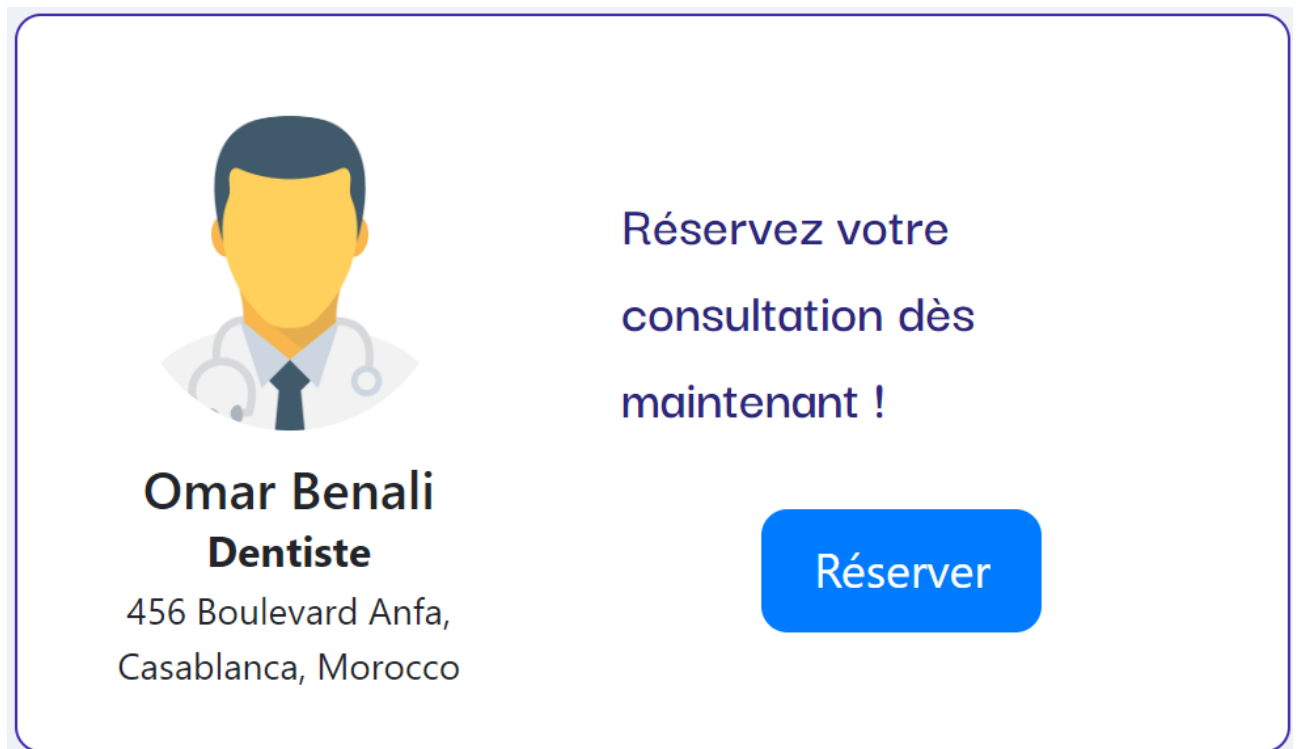 Omar Benali
Dentiste
456 Boulevard Anfa,
Casablanca, Morocco
Réservez votre
consultation dès
maintenant !
Réserver